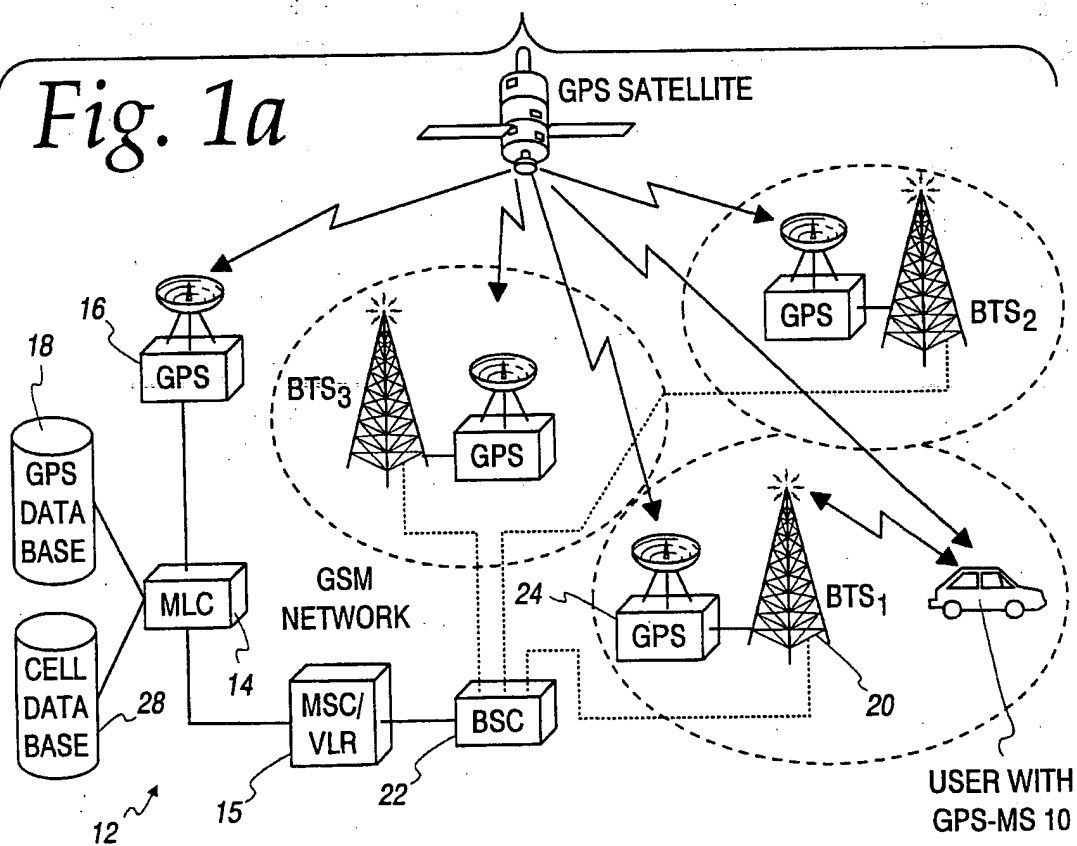 Fig. 1a
GPS SATELLITE
16
GPS
18
GPS
DATA
BASE
BTS3
GPS
GPS
BTS2
MLC
14
GSM
NETWORK
24
GPS
BTS1
20
CELL
DATA
BASE
28
MSC/
VLR
15
BSC
22
12
USER WITH
GPS-MS 10